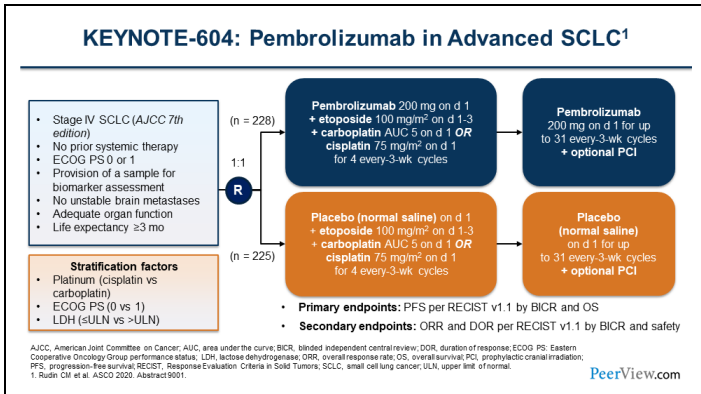 KEYNOTE-604: Pembrolizumab in Advanced SCLC¹
• Stage IV SCLC (AJCC 7th
edition)
• No prior systemic therapy
• ECOG PS 0 or 1
• Provision of a sample for
biomarker assessment
• No unstable brain metastases
• Adequate organ function
• Life expectancy ≥3 mo
Stratification factors
• Platinum (cisplatin vs
carboplatin)
• ECOG PS (0 vs 1)
• LDH (≤ULN vs >ULN)
(n = 228)
1:1
R
(n = 225)
Pembrolizumab 200 mg on d 1
+ etoposide 100 mg/m² on d 1-3
+ carboplatin AUC 5 on d 1 OR
cisplatin 75 mg/m² on d 1
for 4 every-3-wk cycles
Pembrolizumab
200 mg on d 1 for up
to 31 every-3-wk cycles
+ optional PCI
Placebo (normal saline) on d 1
+ etoposide 100 mg/m² on d 1-3
+ carboplatin AUC 5 on d 1 OR
cisplatin 75 mg/m² on d 1
for 4 every-3-wk cycles
Placebo
(normal saline)
on d 1 for up
to 31 every-3-wk cycles
+ optional PCI
• Primary endpoints: PFS per RECIST v1.1 by BICR and OS
• Secondary endpoints: ORR and DOR per RECIST v1.1 by BICR and safety
AJCC, American Joint Committee on Cancer; AUC, area under the curve; BICR, blinded independent central review; DOR, duration of response; ECOG PS: Eastern
Cooperative Oncology Group performance status; LDH, lactose dehydrogenase; ORR, overall response rate; OS, overall survival; PCI, prophylactic cranial irradiation;
PFS, progression-free survival; RECIST, Response Evaluation Criteria in Solid Tumors; SCLC, small cell lung cancer; ULN, upper limit of normal.
1. Rudin CM et al. ASCO 2020. Abstract 9001.
PeerView.com